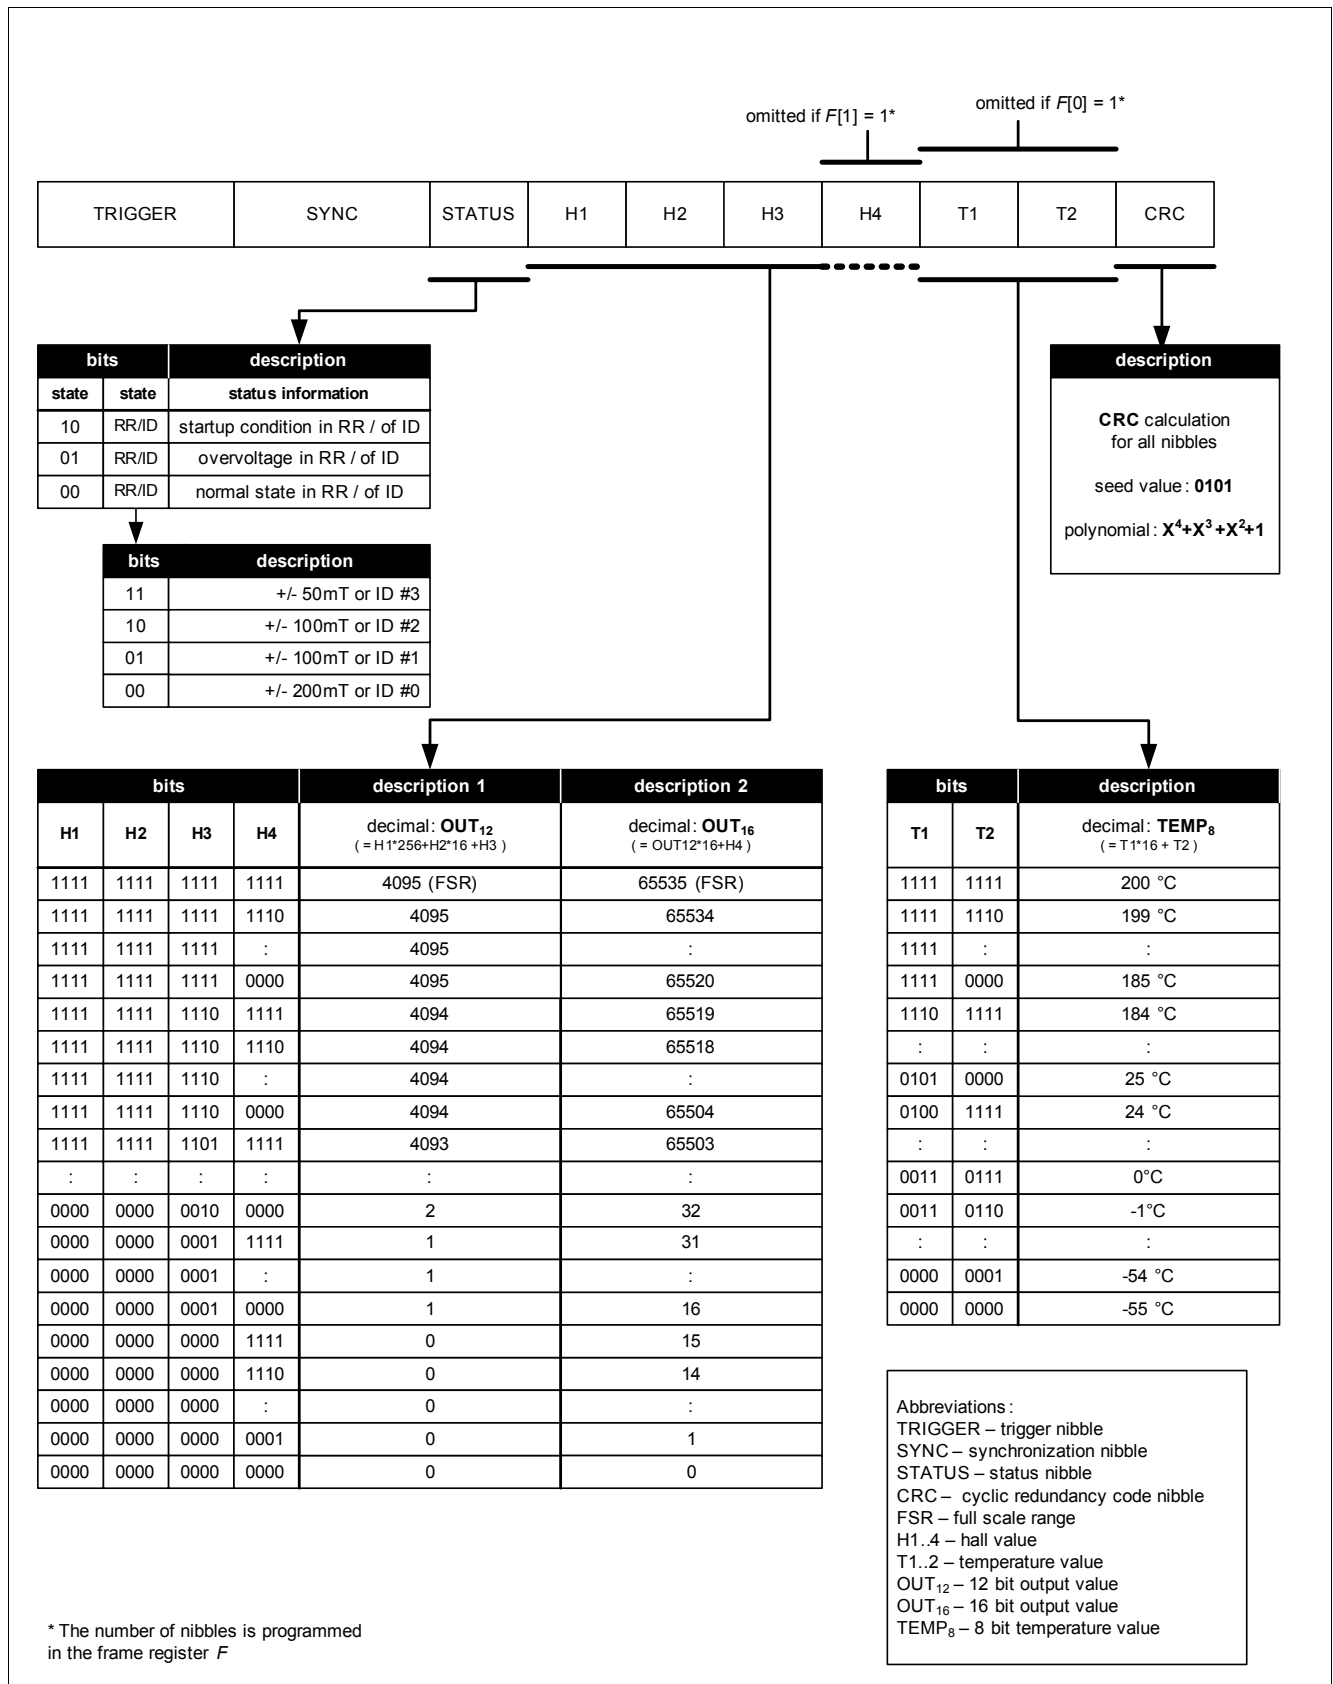 omitted if F[1] = 1*
omitted if F[0] = 1*
TRIGGER SYNC STATUS H1 H2 H3 H4 T1 T2 CRC
bits description
state state status information
10 RR/ID startup condition in RR / of ID
01 RR/ID overvoltage in RR / of ID
00 RR/ID normal state in RR / of ID
bits description
11 +/- 50mT or ID #3
10 +/- 100mT or ID #2
01 +/- 100mT or ID #1
00 +/- 200mT or ID #0
description
CRC calculation
for all nibbles
seed value : 0101
polynomial : X⁴+X³+X²+1
bits description 1 description 2
H1 H2 H3 H4 decimal: OUT₁₂ decimal: OUT₁₆
( = H1*256+H2*16 +H3 ) ( = OUT12*16+H4 )
1111 1111 1111 1111 4095 (FSR) 65535 (FSR)
1111 1111 1111 1110 4095 65534
1111 1111 1111 : 4095 :
1111 1111 1111 0000 4095 65520
1111 1111 1110 1111 4094 65519
1111 1111 1110 1110 4094 65518
1111 1111 1110 : 4094 :
1111 1111 1110 0000 4094 65504
1111 1111 1101 1111 4093 65503
: : : : : :
0000 0000 0010 0000 2 32
0000 0000 0001 1111 1 31
0000 0000 0001 : 1 :
0000 0000 0001 0000 1 16
0000 0000 0000 1111 0 15
0000 0000 0000 1110 0 14
0000 0000 0000 : 0 :
0000 0000 0000 0001 0 1
0000 0000 0000 0000 0 0
bits description
T1 T2 decimal: TEMP₈
( = T1*16 + T2 )
1111 1111 200 °C
1111 1110 199 °C
1111 : :
1111 0000 185 °C
1110 1111 184 °C
: : :
0101 0000 25 °C
0100 1111 24 °C
: : :
0011 0111 0°C
0011 0110 -1°C
: : :
0000 0001 -54 °C
0000 0000 -55 °C
Abbreviations :
TRIGGER – trigger nibble
SYNC – synchronization nibble
STATUS – status nibble
CRC – cyclic redundancy code nibble
FSR – full scale range
H1..4 – hall value
T1..2 – temperature value
OUT₁₂ – 12 bit output value
OUT₁₆ – 16 bit output value
TEMP₈ – 8 bit temperature value
* The number of nibbles is programmed
in the frame register F